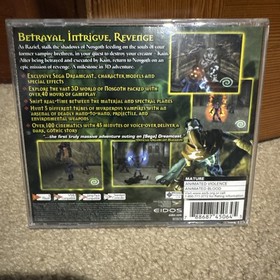 BETRAYAL, INTRIGUE, REVENGE
As Raziel, stalk the shadows of Nosgoth feeding on the souls of your
former vampire brethren, in your quest to destroy your creator - Kain.
After being betrayed and executed by Kain, return to Nosgoth on an
epic mission of revenge. A milestone in 3D adventure.
Exclusive Sega Dreamcast character models and
special effects
Explore the vast 3D world of Nosgoth packed with
over 40 hours of gameplay
Shift real-time between the material and spectral planes
Hunt 5 different tribes of murderous vampires with an
arsenal of deadly hand-to-hand, projectile, and
environmental weapons
Over 100 cinematics with 45 minutes of voice-over deliver a
dark, gothic story
"...the first truly massive adventure outing on [Sega] Dreamcast
EIDOS
MATURE
ANIMATED VIOLENCE
ANIMATED BLOOD
88687 43064